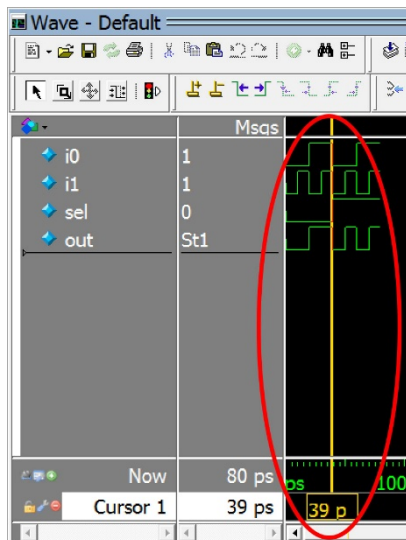 Wave - Default
Msgs
i0 1
i1 1
sel 0
out St1
Now 80 ps ps 100
Cursor 1 39 ps 39 p